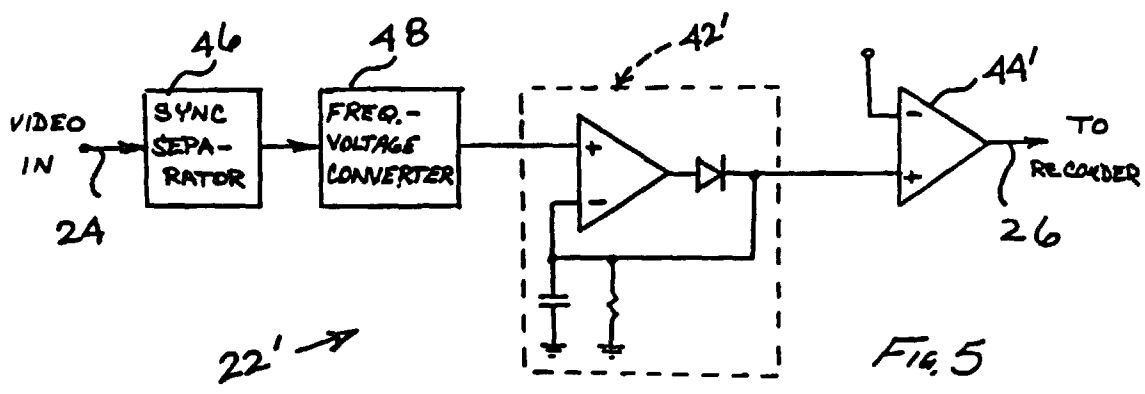 46
48
42'
44'
VIDEO
IN
SYNC
SEPA-
RATOR
FREQ.-
VOLTAGE
CONVERTER
+
-
-
+
TO
RECORDER
24
26
22'
FIG. 5